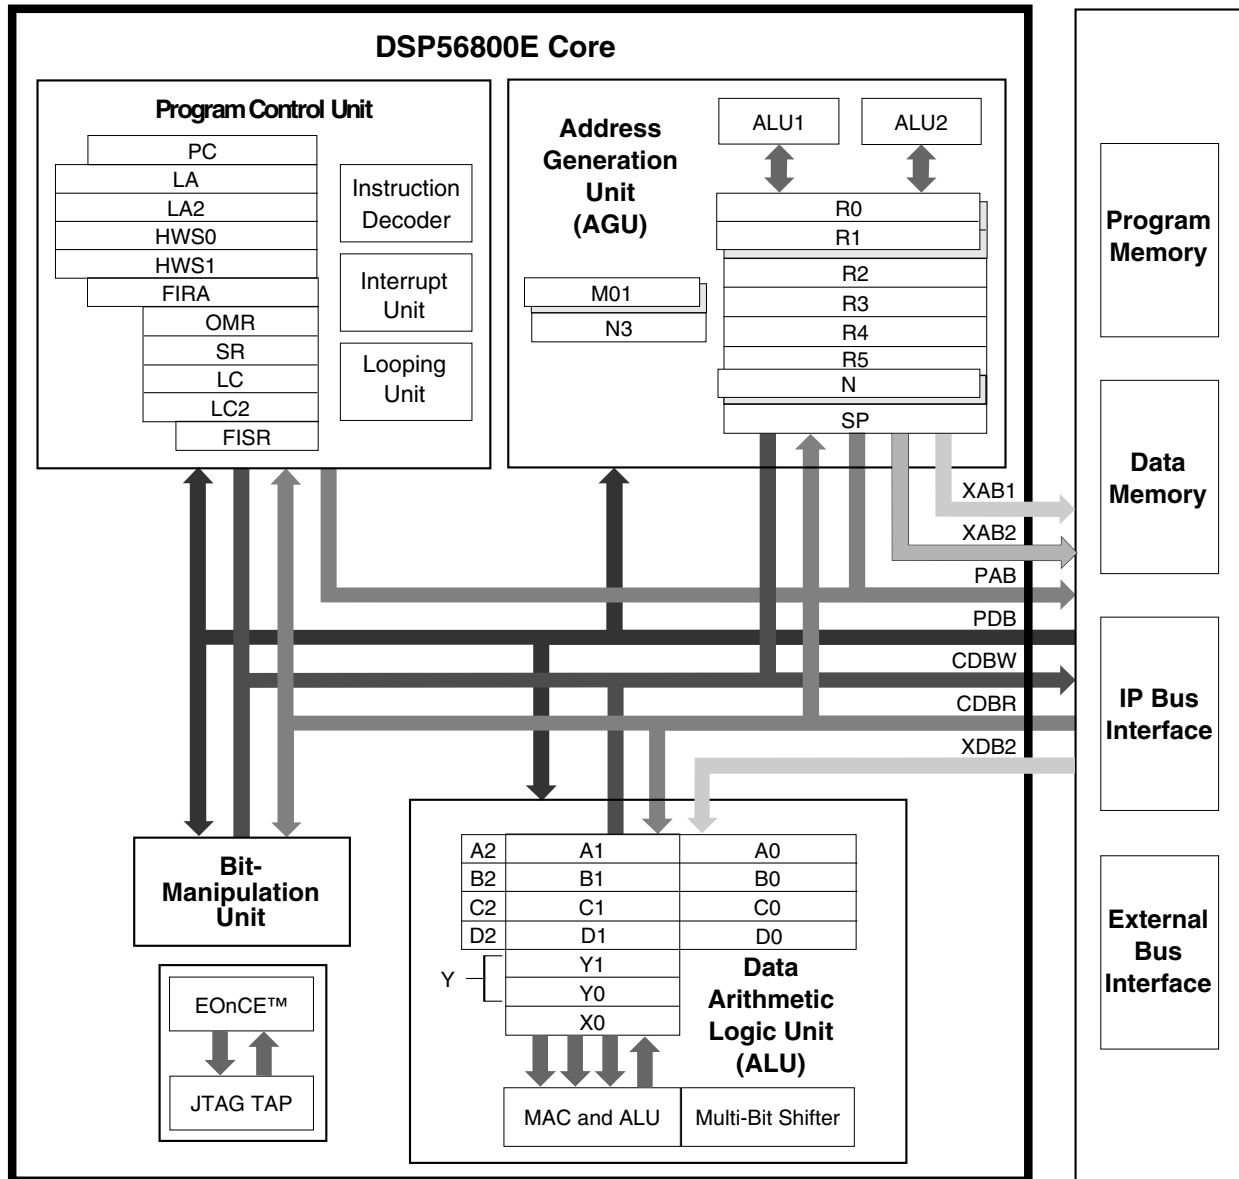 DSP56800E Core
Program Control Unit
PC
LA
LA2
HWS0
HWS1
FIRA
OMR
SR
LC
LC2
FISR
Instruction
Decoder
Interrupt
Unit
Looping
Unit
Address
Generation
Unit
(AGU)
ALU1
ALU2
R0
R1
R2
R3
R4
R5
N
SP
M01
N3
XAB1
XAB2
PAB
PDB
CDBW
CDBR
XDB2
Program
Memory
Data
Memory
IP Bus
Interface
External
Bus
Interface
Bit-
Manipulation
Unit
EOnCE™
JTAG TAP
A2 A1 A0
B2 B1 B0
C2 C1 C0
D2 D1 D0
Y
Y1
Y0
X0
Data
Arithmetic
Logic Unit
(ALU)
MAC and ALU
Multi-Bit Shifter